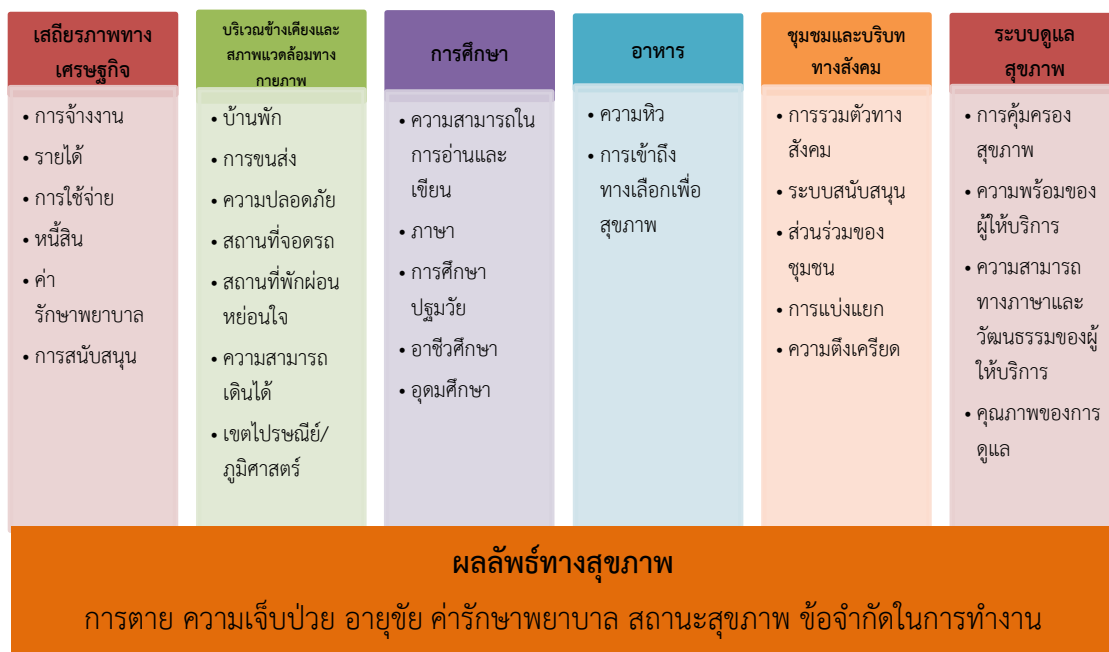 เสถียรภาพทาง
เศรษฐกิจ
• การจ้างงาน
• รายได้
• การใช้จ่าย
• หนี้สิน
• ค่า
รักษาพยาบาล
• การสนับสนุน
บริเวณข้างเคียงและ
สภาพแวดล้อมทาง
กายภาพ
• บ้านพัก
• การขนส่ง
• ความปลอดภัย
• สถานที่จอดรถ
• สถานที่พักผ่อน
หย่อนใจ
• ความสามารถ
เดินได้
• เขตไปรษณีย์/
ภูมิศาสตร์
การศึกษา
• ความสามารถใน
การอ่านและ
เขียน
• ภาษา
• การศึกษา
ปฐมวัย
• อาชีวศึกษา
• อุดมศึกษา
อาหาร
• ความหิว
• การเข้าถึง
ทางเลือกเพื่อ
สุขภาพ
ชุมชมและบริบท
ทางสังคม
• การรวมตัวทาง
สังคม
• ระบบสนับสนุน
• ส่วนร่วมของ
ชุมชน
• การแบ่งแยก
• ความตึงเครียด
ระบบดูแล
สุขภาพ
• การคุ้มครอง
สุขภาพ
• ความพร้อมของ
ผู้ให้บริการ
• ความสามารถ
ทางภาษาและ
วัฒนธรรมของผู้
ให้บริการ
• คุณภาพของการ
ดูแล
ผลลัพธ์ทางสุขภาพ
การตาย ความเจ็บป่วย อายุขัย ค่ารักษาพยาบาล สถานะสุขภาพ ข้อจำกัดในการทำงาน